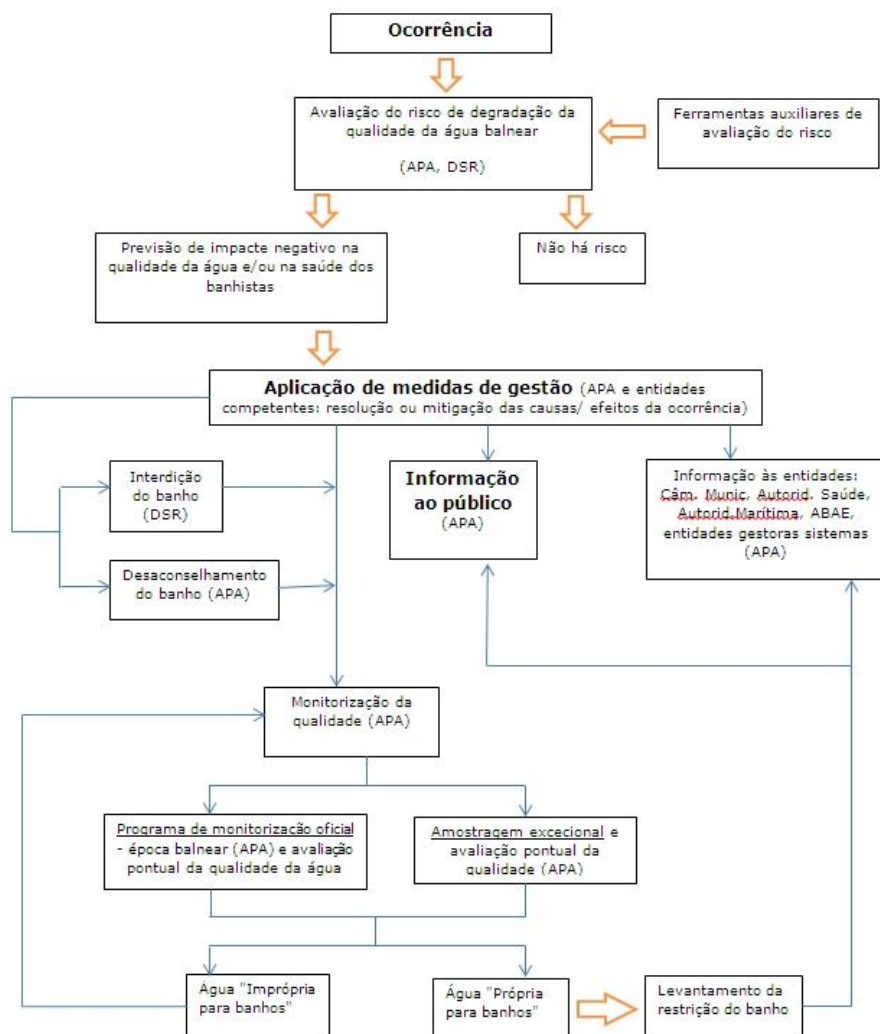 Ocorrência
Avaliação do risco de degradação da
qualidade da água balnear
(APA, DSR)
Ferramentas auxiliares de
avaliação do risco
Previsão de impacte negativo na
qualidade da água e/ou na saúde dos
banhistas
Não há risco
Aplicação de medidas de gestão (APA e entidades
competentes: resolução ou mitigação das causas/ efeitos da ocorrência)
Interdição
do banho
(DSR)
Informação
ao público
(APA)
Informação às entidades:
Câm. Munic, Autorid. Saúde,
Autorid.Marítima, ABAE,
entidades gestoras sistemas
(APA)
Desaconselhamento
do banho (APA)
Monitorização da
qualidade (APA)
Programa de monitorização oficial
- época balnear (APA) e avaliação
pontual da qualidade da água
Amostragem excecional e
avaliação pontual da
qualidade (APA)
Água "Imprópria
para banhos"
Água "Própria
para banhos"
Levantamento da
restrição do banho